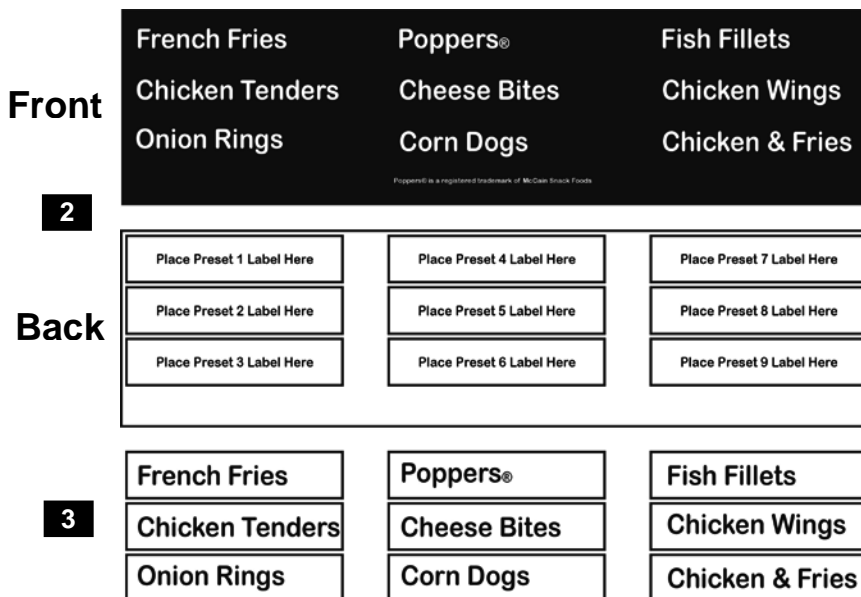 French Fries Poppers® Fish Fillets
Front
Chicken Tenders Cheese Bites Chicken Wings
Onion Rings Corn Dogs Chicken & Fries
Poppers® is a registered trademark of McCain Snack Foods
2
Place Preset 1 Label Here Place Preset 4 Label Here Place Preset 7 Label Here
Back
Place Preset 2 Label Here Place Preset 5 Label Here Place Preset 8 Label Here
Place Preset 3 Label Here Place Preset 6 Label Here Place Preset 9 Label Here
French Fries Poppers® Fish Fillets
3
Chicken Tenders Cheese Bites Chicken Wings
Onion Rings Corn Dogs Chicken & Fries